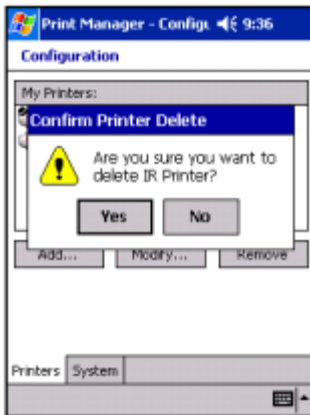 Print Manager - Configu 9:36
Configuration
My Printers:
Confirm Printer Delete
Are you sure you want to
delete IR Printer?
Yes No
Add... Modify... Remove
Printers System